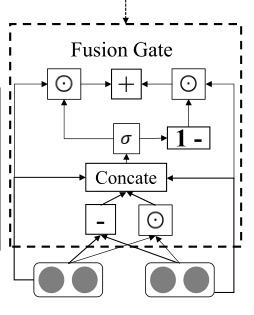 Fusion Gate
⊙ + ⊙
σ 1 -
Concate
- ⊙